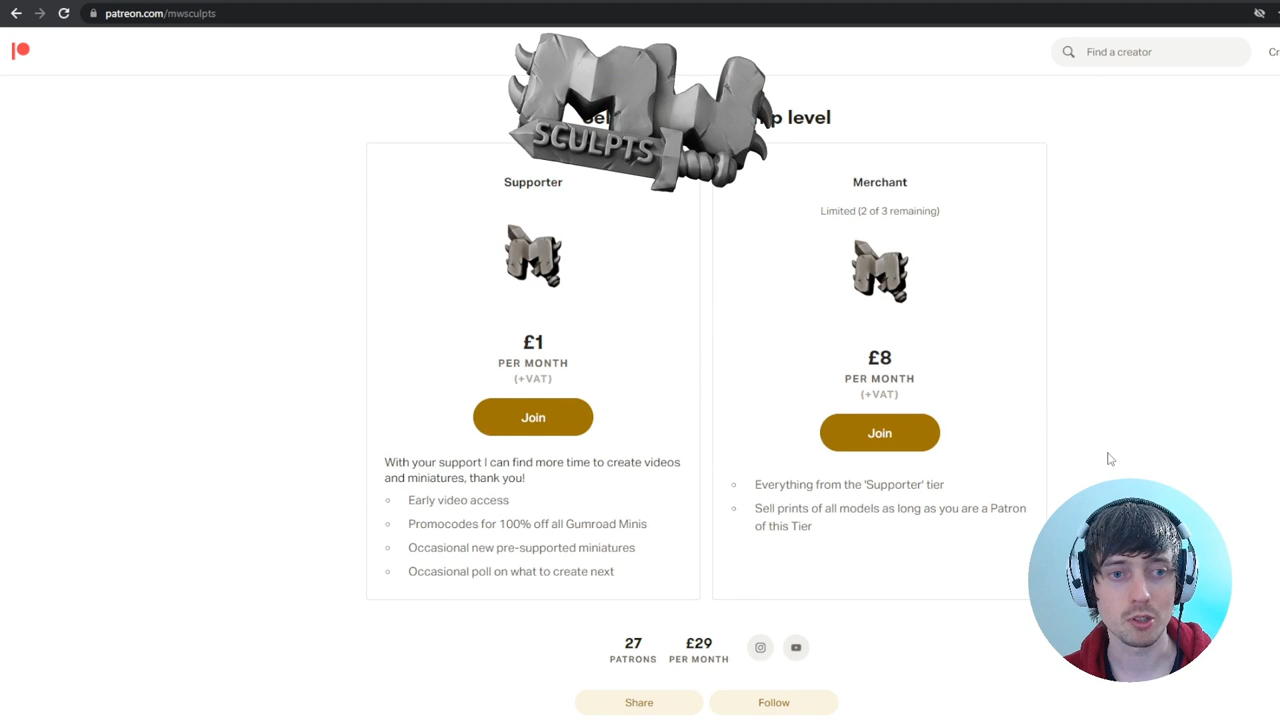 patreon.com/mwsculpts
Find a creator
MW
SCULPTS
p level
Supporter
£1
PER MONTH
(+VAT)
Join
With your support I can find more time to create videos
and miniatures, thank you!
Early video access
Promocodes for 100% off all Gumroad Minis
Occasional new pre-supported miniatures
Occasional poll on what to create next
Merchant
Limited (2 of 3 remaining)
£8
PER MONTH
(+VAT)
Join
Everything from the 'Supporter' tier
Sell prints of all models as long as you are a Patron
of this Tier
27
PATRONS
£29
PER MONTH
Share
Follow